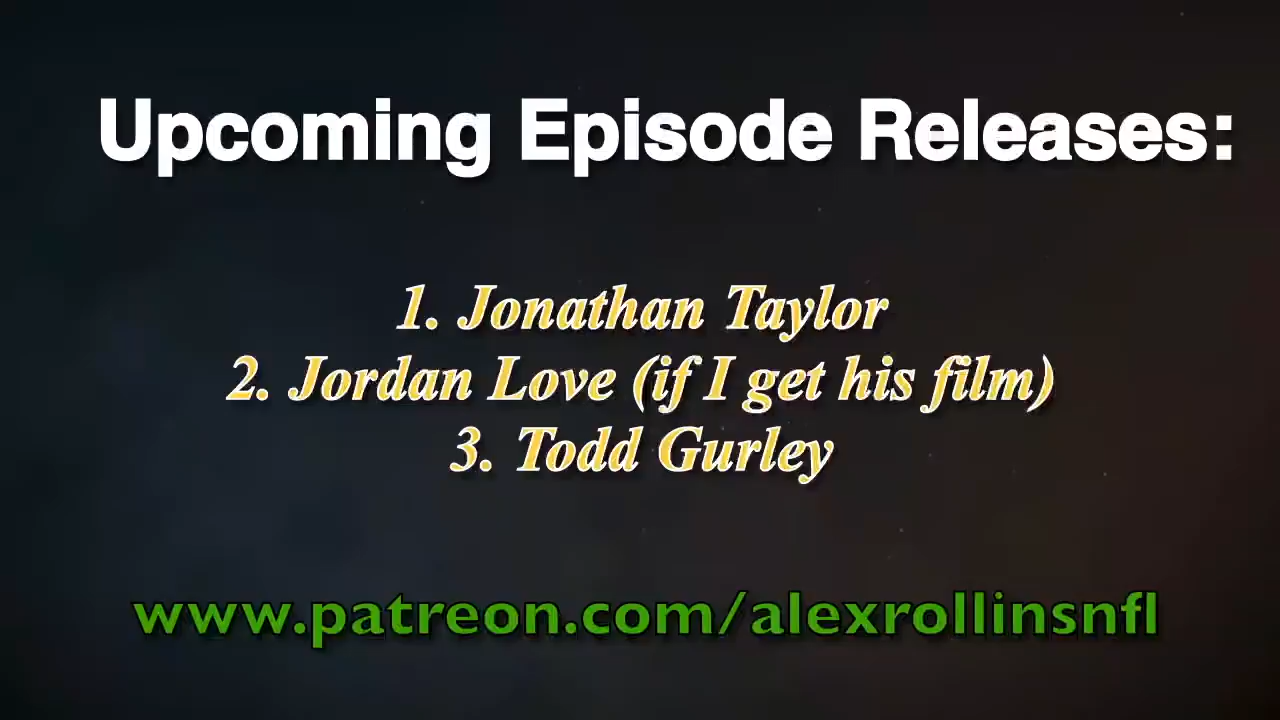 Upcoming Episode Releases:
1. Jonathan Taylor
2. Jordan Love (if I get his film)
3. Todd Gurley
www.patreon.com/alexrollinsnfl